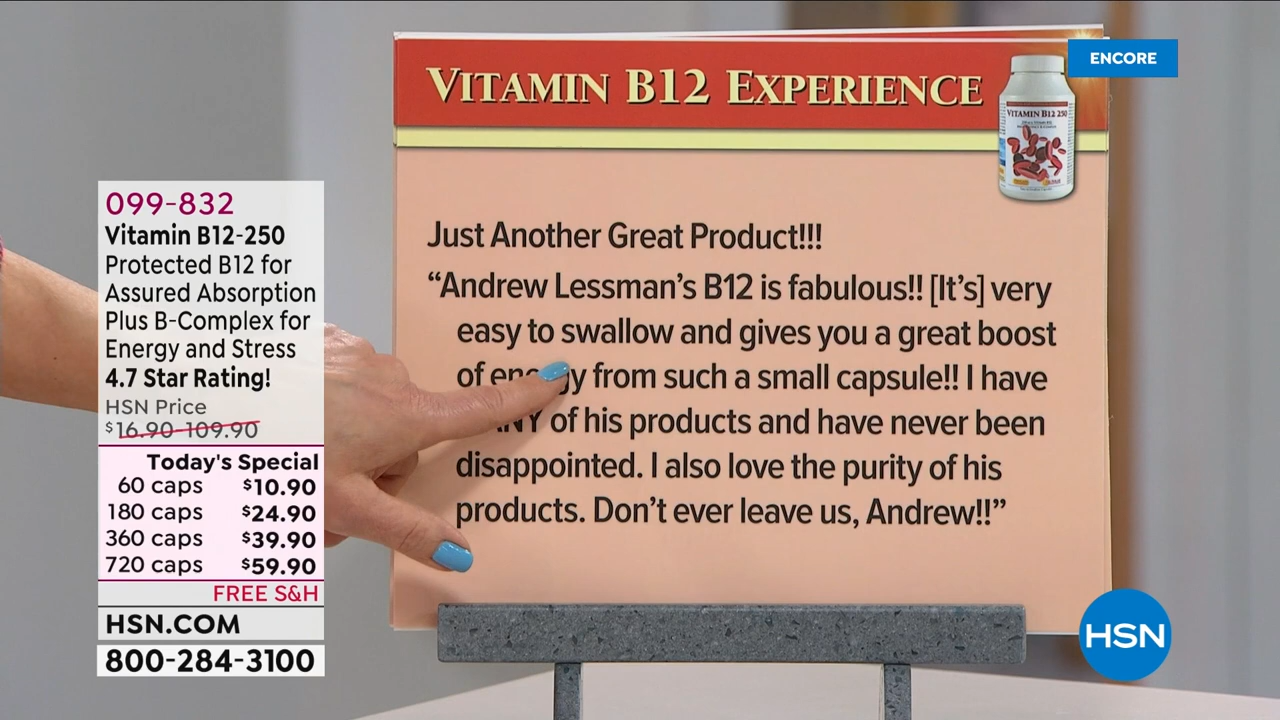 ENCORE
VITAMIN B12 EXPERIENCE
VITAMIN B12 250
Just Another Great Product!!!
“Andrew Lessman’s B12 is fabulous!! [It’s] very
easy to swallow and gives you a great boost
of energy from such a small capsule!! I have
of his products and have never been
disappointed. I also love the purity of his
products. Don’t ever leave us, Andrew!!”
099-832
Vitamin B12-250
Protected B12 for
Assured Absorption
Plus B-Complex for
Energy and Stress
4.7 Star Rating!
HSN Price
$16.90-109.90
Today's Special
60 caps $10.90
180 caps $24.90
360 caps $39.90
720 caps $59.90
FREE S&H
HSN.COM
800-284-3100
HSN